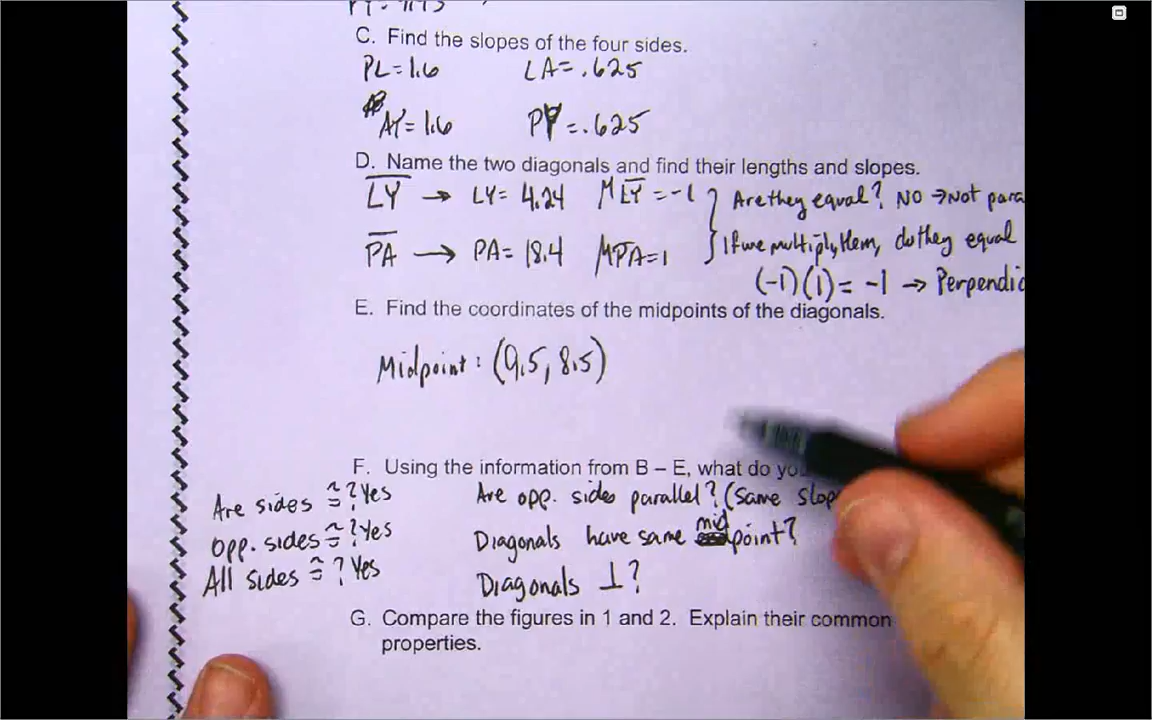 C. Find the slopes of the four sides.
PL = 1.6 LA = .625
AY = 1.6 PY = .625
D. Name the two diagonals and find their lengths and slopes.
LY → LY = 4.24 MLY = -1 } Are they equal? NO → Not para
PA → PA = 18.4 MPA = 1 } If we multiply them, do they equal
(-1)(1) = -1 → Perpendic
E. Find the coordinates of the midpoints of the diagonals.
Midpoint: (9.5, 8.5)
F. Using the information from B – E, what do yo
Are sides ≅? Yes Are opp. sides parallel? (Same slop
Opp. sides ≅? Yes Diagonals have same midpoint?
All sides ≅? Yes Diagonals ⊥?
G. Compare the figures in 1 and 2. Explain their common
properties.